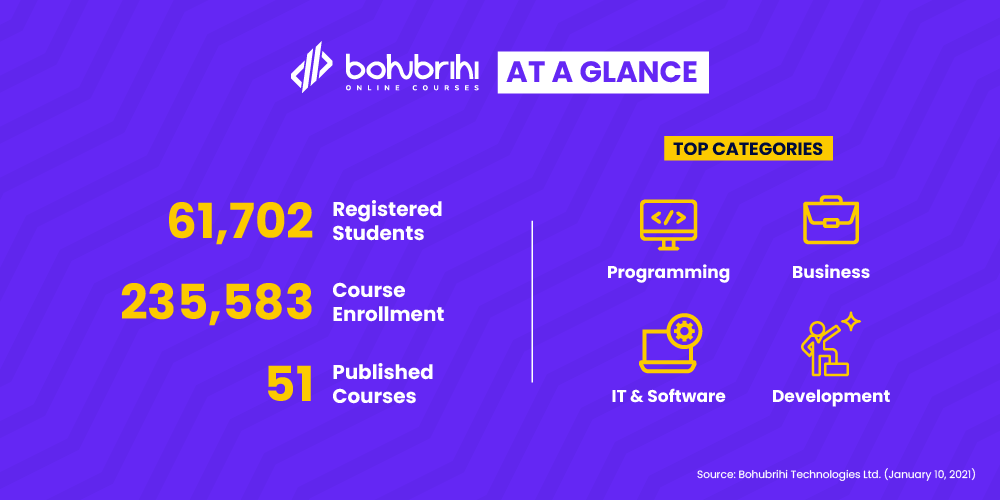 bohubrihi
ONLINE COURSES
AT A GLANCE
61,702
Registered
Students
235,583
Course
Enrollment
51
Published
Courses
TOP CATEGORIES
</>
Programming
Business
IT & Software
Development
Source: Bohubrihi Technologies Ltd. (January 10, 2021)